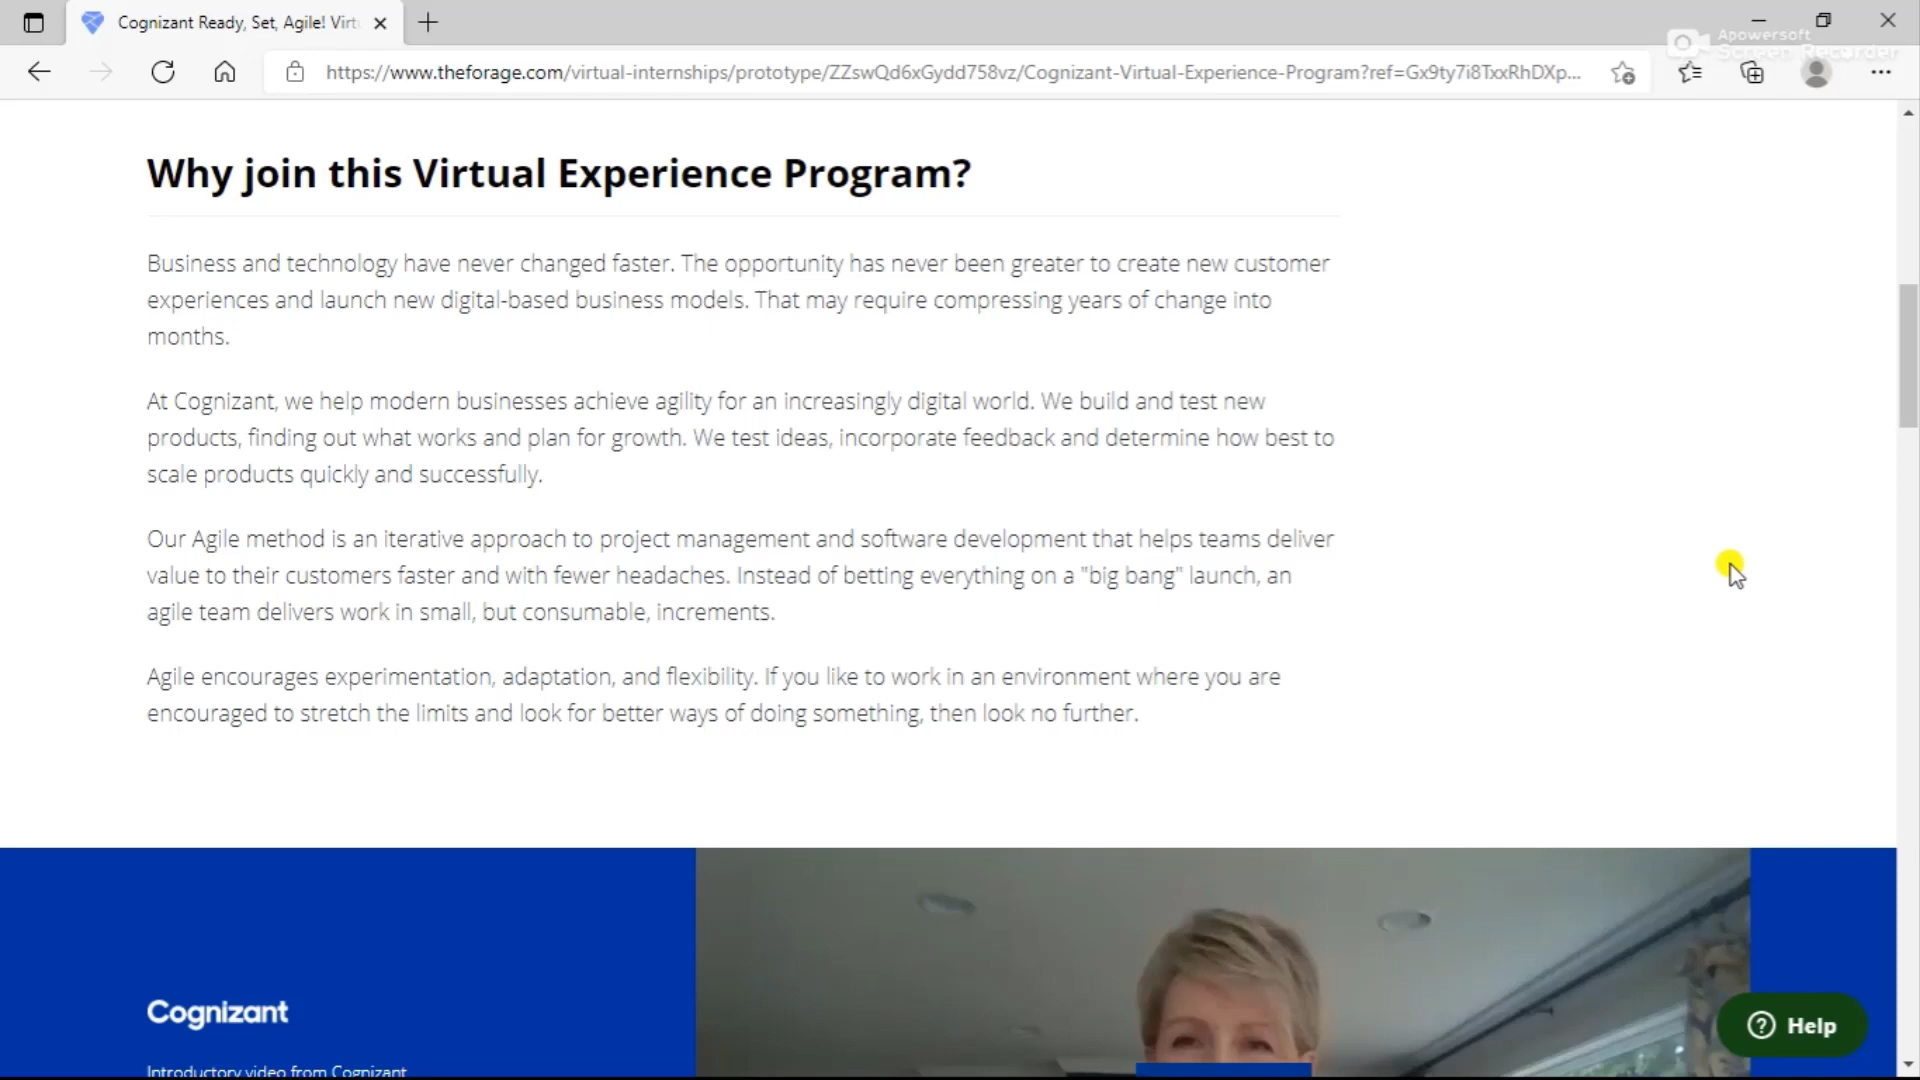 Cognizant Ready, Set, Agile! Virt
Apowersoft
Screen Recorder
https://www.theforage.com/virtual-internships/prototype/ZZswQd6xGydd758vz/Cognizant-Virtual-Experience-Program?ref=Gx9ty7i8TxxRhDXp...
Why join this Virtual Experience Program?
Business and technology have never changed faster. The opportunity has never been greater to create new customer
experiences and launch new digital-based business models. That may require compressing years of change into
months.
At Cognizant, we help modern businesses achieve agility for an increasingly digital world. We build and test new
products, finding out what works and plan for growth. We test ideas, incorporate feedback and determine how best to
scale products quickly and successfully.
Our Agile method is an iterative approach to project management and software development that helps teams deliver
value to their customers faster and with fewer headaches. Instead of betting everything on a "big bang" launch, an
agile team delivers work in small, but consumable, increments.
Agile encourages experimentation, adaptation, and flexibility. If you like to work in an environment where you are
encouraged to stretch the limits and look for better ways of doing something, then look no further.
Cognizant
Introductory video from Cognizant
Help